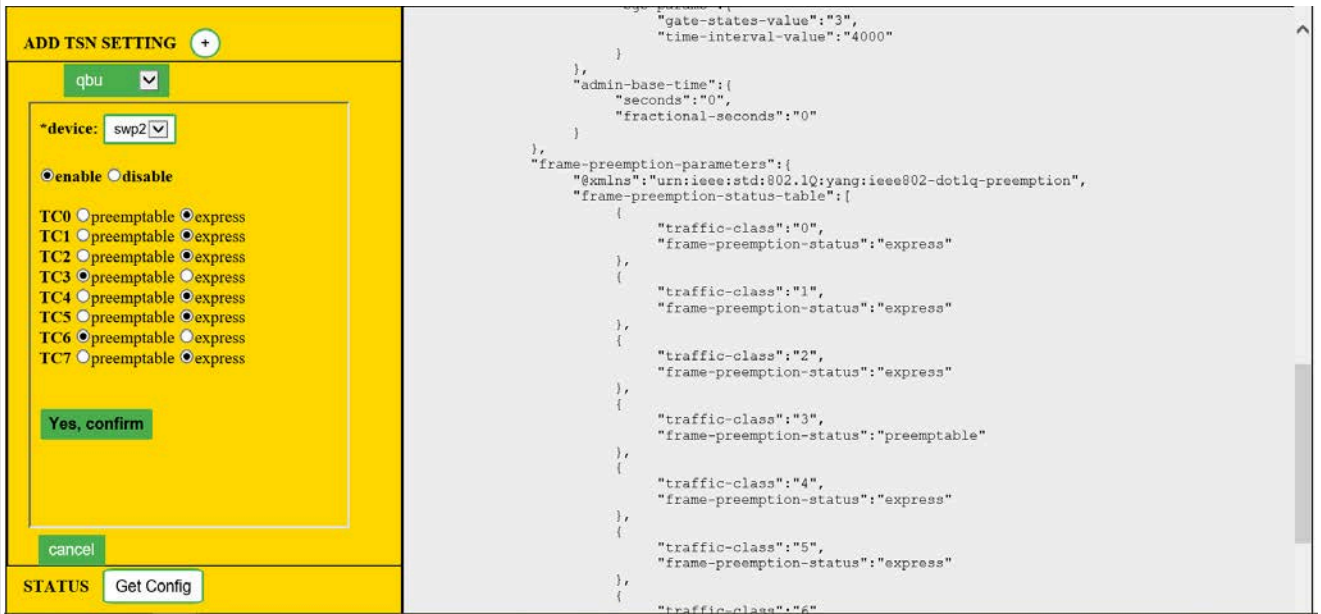 ADD TSN SETTING +
qbu
*device: swp2
enable disable
TC0 preemptable express
TC1 preemptable express
TC2 preemptable express
TC3 preemptable express
TC4 preemptable express
TC5 preemptable express
TC6 preemptable express
TC7 preemptable express
Yes, confirm
cancel
STATUS Get Config
"gate-states-value":"3",
"time-interval-value":"4000"
}
},
"admin-base-time":{
"seconds":"0",
"fractional-seconds":"0"
}
},
"frame-preemption-parameters":{
"@xmlns":"urn:ieee:std:802.1Q:yang:ieee802-dot1q-preemption",
"frame-preemption-status-table":[
{
"traffic-class":"0",
"frame-preemption-status":"express"
},
{
"traffic-class":"1",
"frame-preemption-status":"express"
},
{
"traffic-class":"2",
"frame-preemption-status":"express"
},
{
"traffic-class":"3",
"frame-preemption-status":"preemptable"
},
{
"traffic-class":"4",
"frame-preemption-status":"express"
},
{
"traffic-class":"5",
"frame-preemption-status":"express"
},
{
"traffic-class":"6"